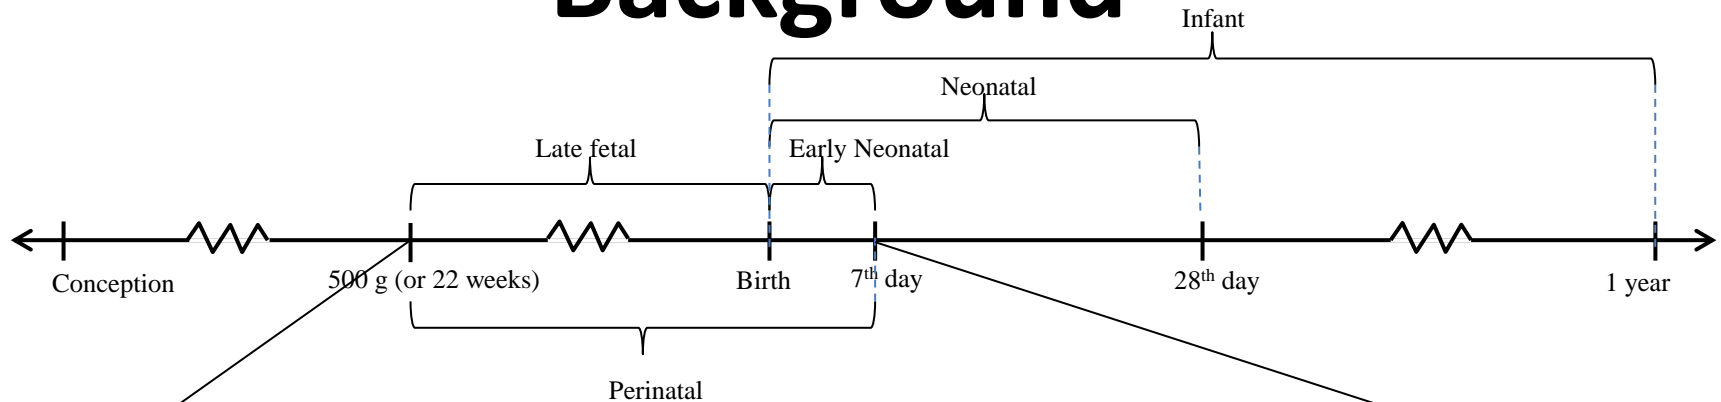 Background
Infant
Neonatal
Late fetal
Early Neonatal
Conception
500 g (or 22 weeks)
Birth
7th day
28th day
1 year
Perinatal